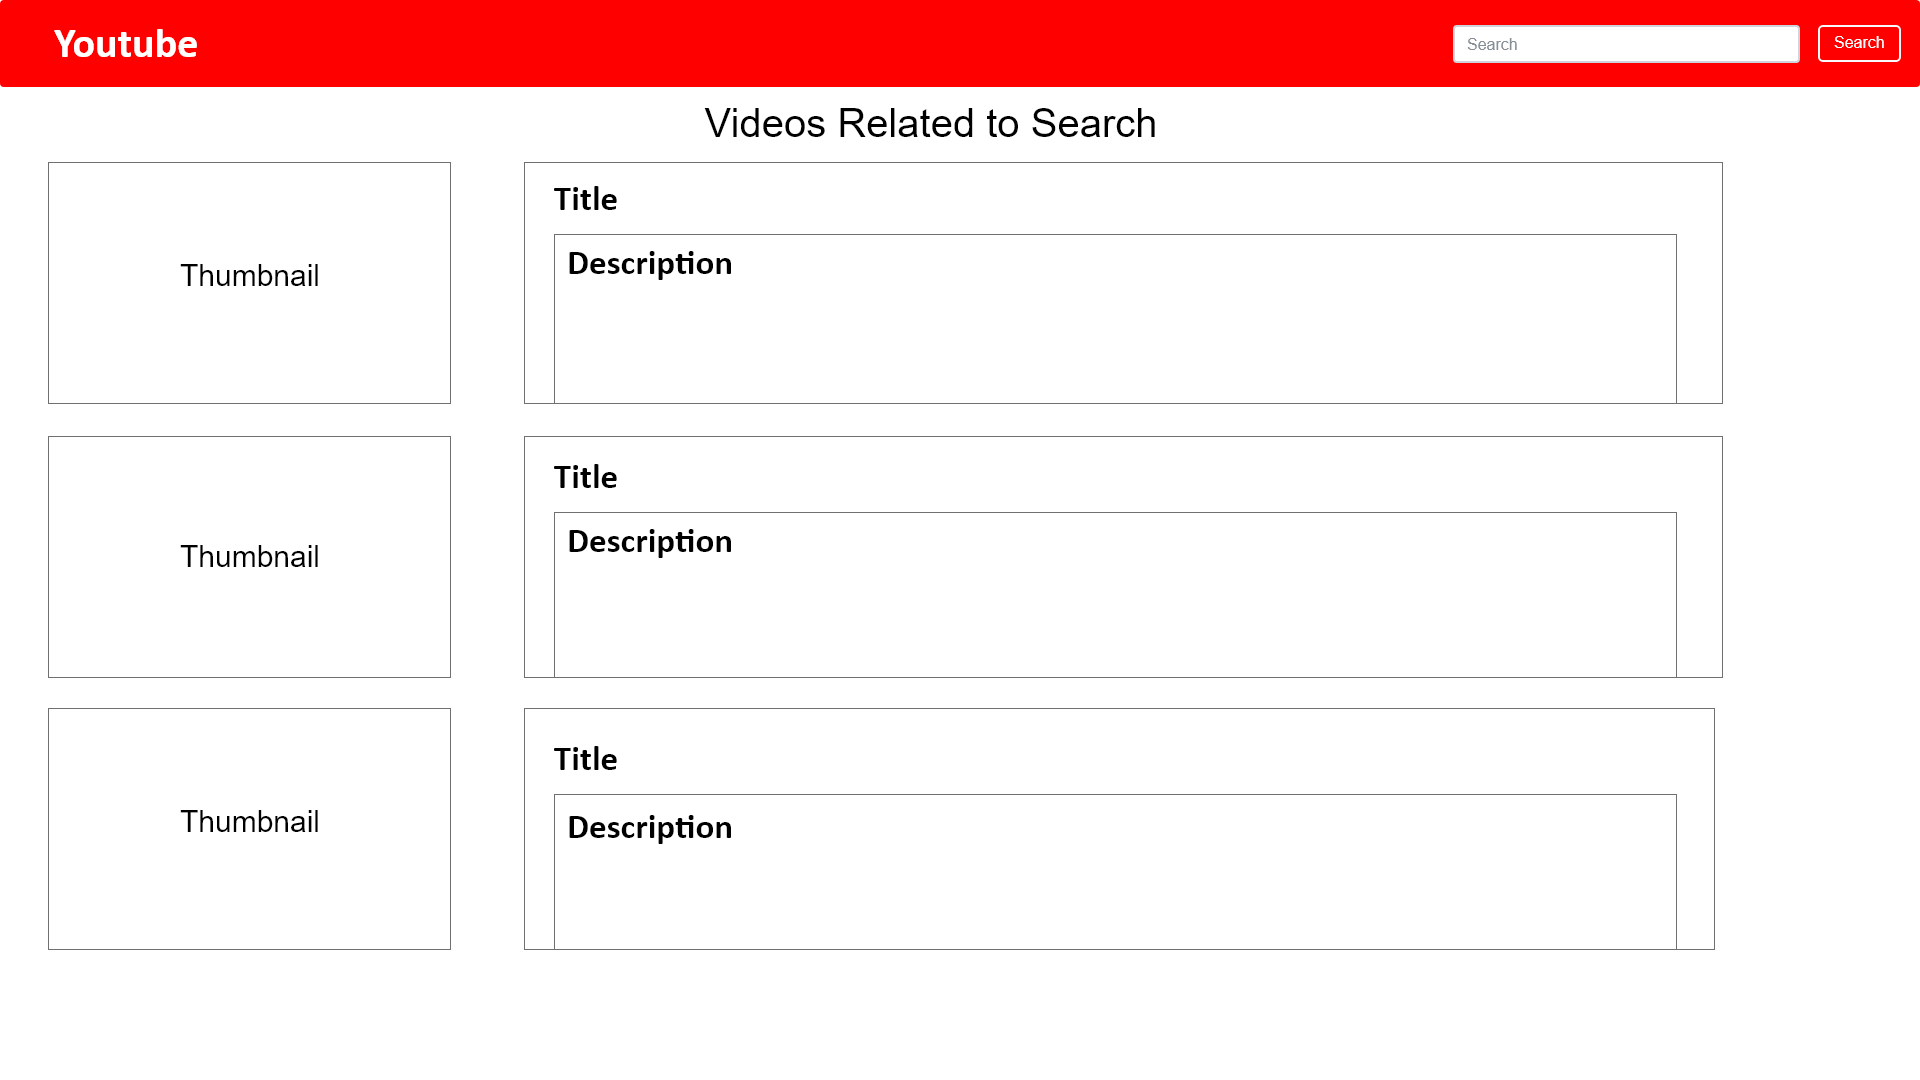 Youtube
Search
Search
Videos Related to Search
Thumbnail
Title
Description
Thumbnail
Title
Description
Thumbnail
Title
Description